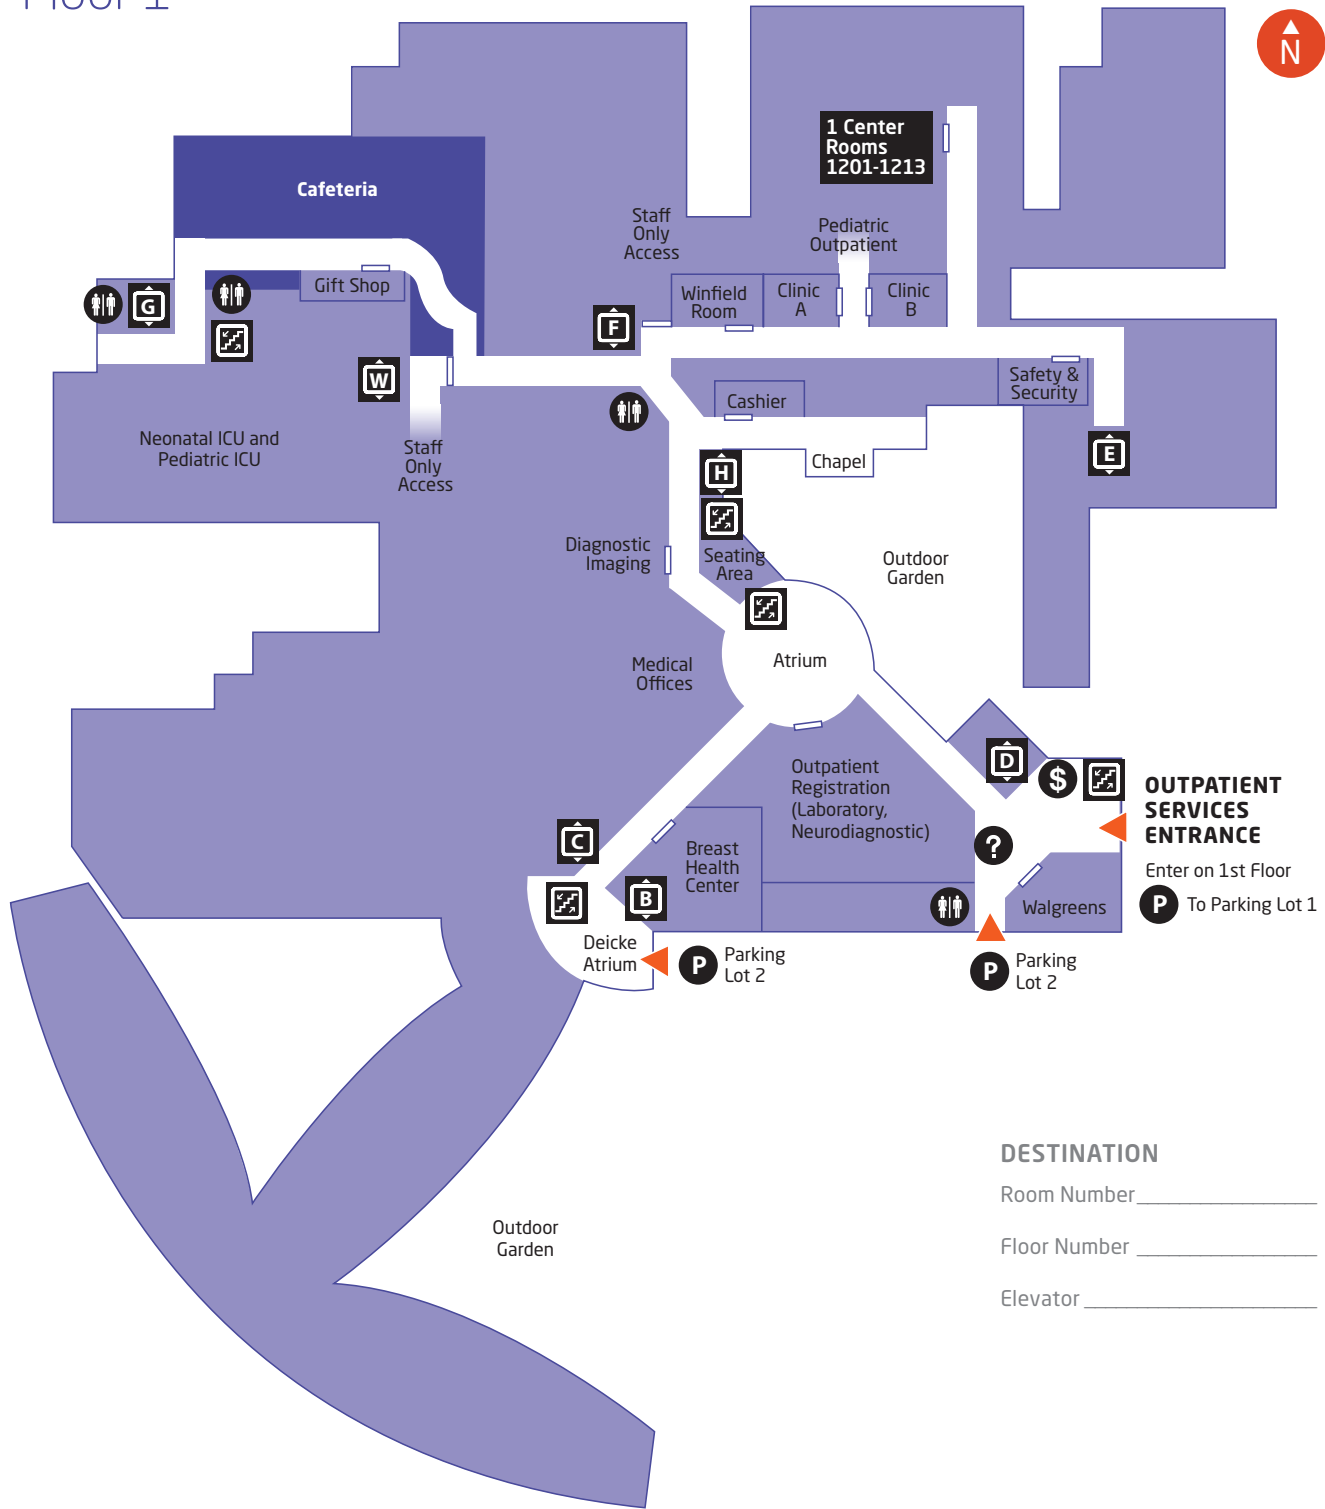 Floor 1
N
1 Center
Rooms
1201-1213
Cafeteria
Staff
Only
Access
Pediatric
Outpatient
Gift Shop
Winfield
Room
Clinic
A
Clinic
B
G
F
W
Safety &
Security
Cashier
Neonatal ICU and
Pediatric ICU
Staff
Only
Access
H
Chapel
E
Diagnostic
Imaging
Seating
Area
Outdoor
Garden
Medical
Offices
Atrium
Outpatient
Registration
(Laboratory,
Neurodiagnostic)
D
$
OUTPATIENT
SERVICES
ENTRANCE
Enter on 1st Floor
P To Parking Lot 1
C
?
Breast
Health
Center
B
Walgreens
Deicke
Atrium
P Parking
Lot 2
P Parking
Lot 2
DESTINATION
Room Number
Floor Number
Elevator
Outdoor
Garden